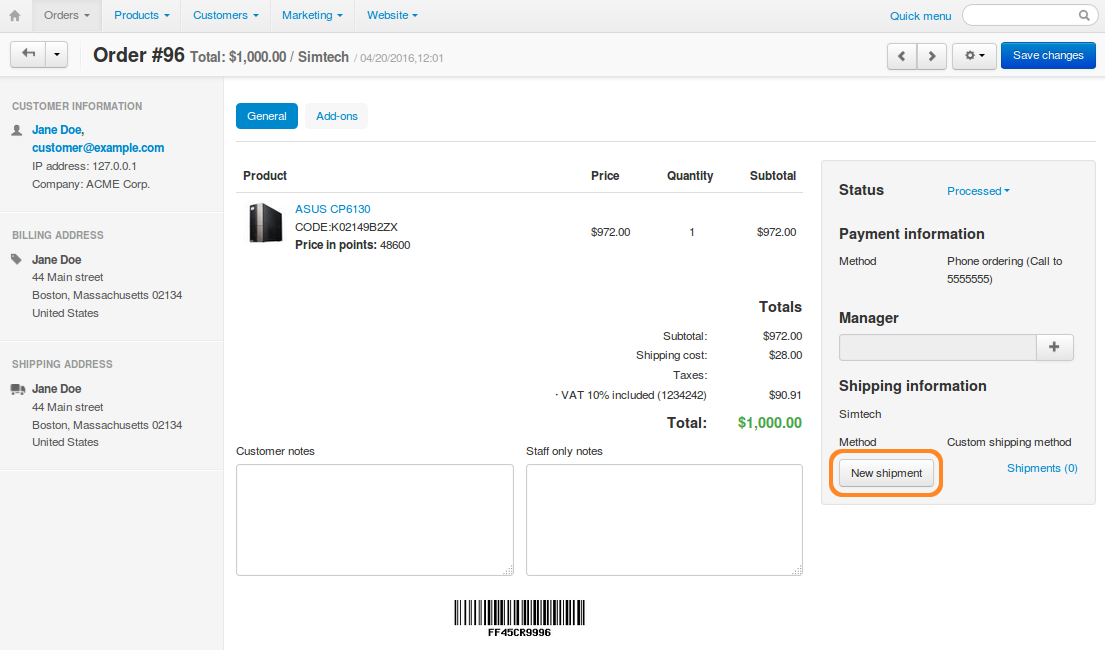 Orders Products Customers Marketing Website Quick menu
Order #96 Total: $1,000.00 / Simtech / 04/20/2016,12:01 Save changes
CUSTOMER INFORMATION
Jane Doe,
customer@example.com
IP address: 127.0.0.1
Company: ACME Corp.
BILLING ADDRESS
Jane Doe
44 Main street
Boston, Massachusetts 02134
United States
SHIPPING ADDRESS
Jane Doe
44 Main street
Boston, Massachusetts 02134
United States
General Add-ons
Product Price Quantity Subtotal
ASUS CP6130
CODE:K02149B2ZX
Price in points: 48600
$972.00 1 $972.00
Totals
Subtotal: $972.00
Shipping cost: $28.00
Taxes:
· VAT 10% included (1234242) $90.91
Total: $1,000.00
Customer notes Staff only notes
FF45CR9996
Status Processed
Payment information
Method Phone ordering (Call to
5555555)
Manager
Shipping information
Simtech
Method Custom shipping method
New shipment Shipments (0)